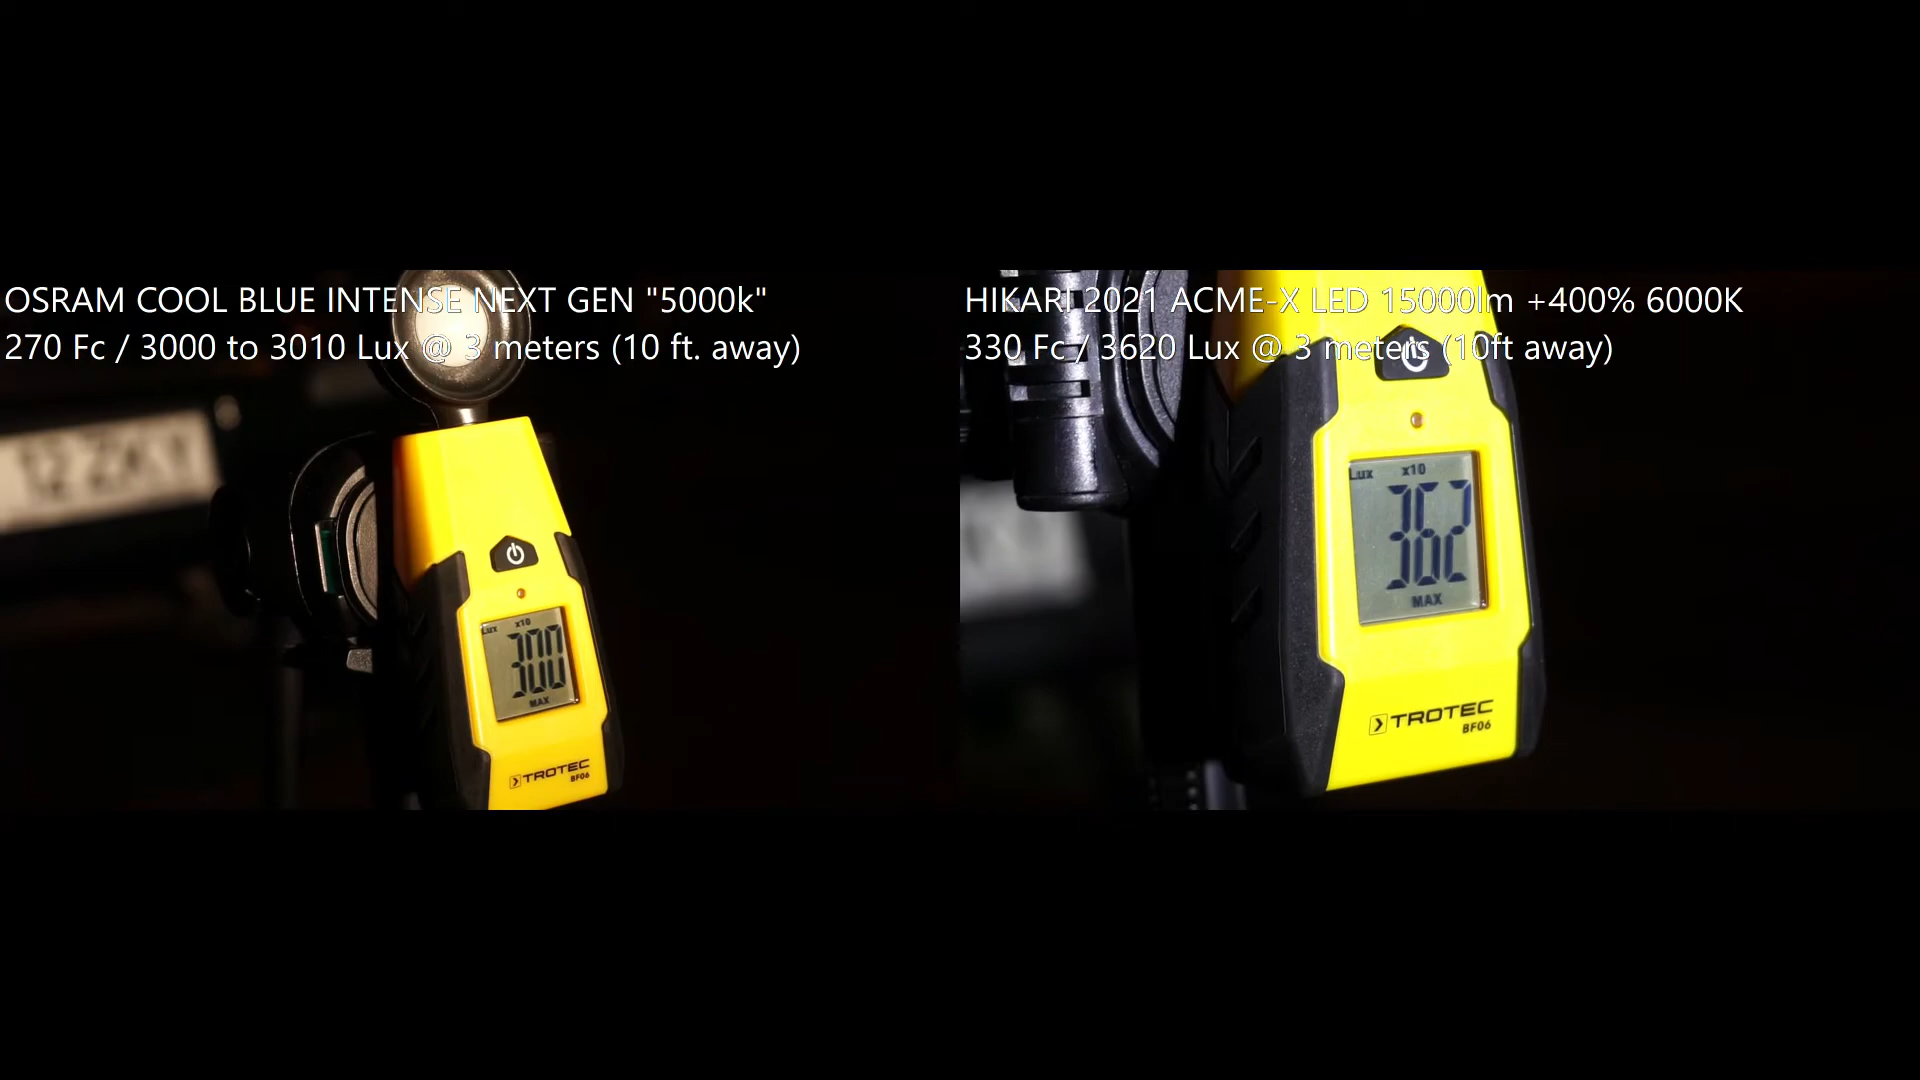 OSRAM COOL BLUE INTENSE NEXT GEN "5000k"
270 Fc / 3000 to 3010 Lux @ 3 meters (10 ft. away)
Lux x10
300
MAX
TROTEC
BF06
HIKARI 2021 ACME-X LED 15000lm +400% 6000K
330 Fc / 3620 Lux @ 3 meters (10ft away)
Lux x10
362
MAX
TROTEC
BF06